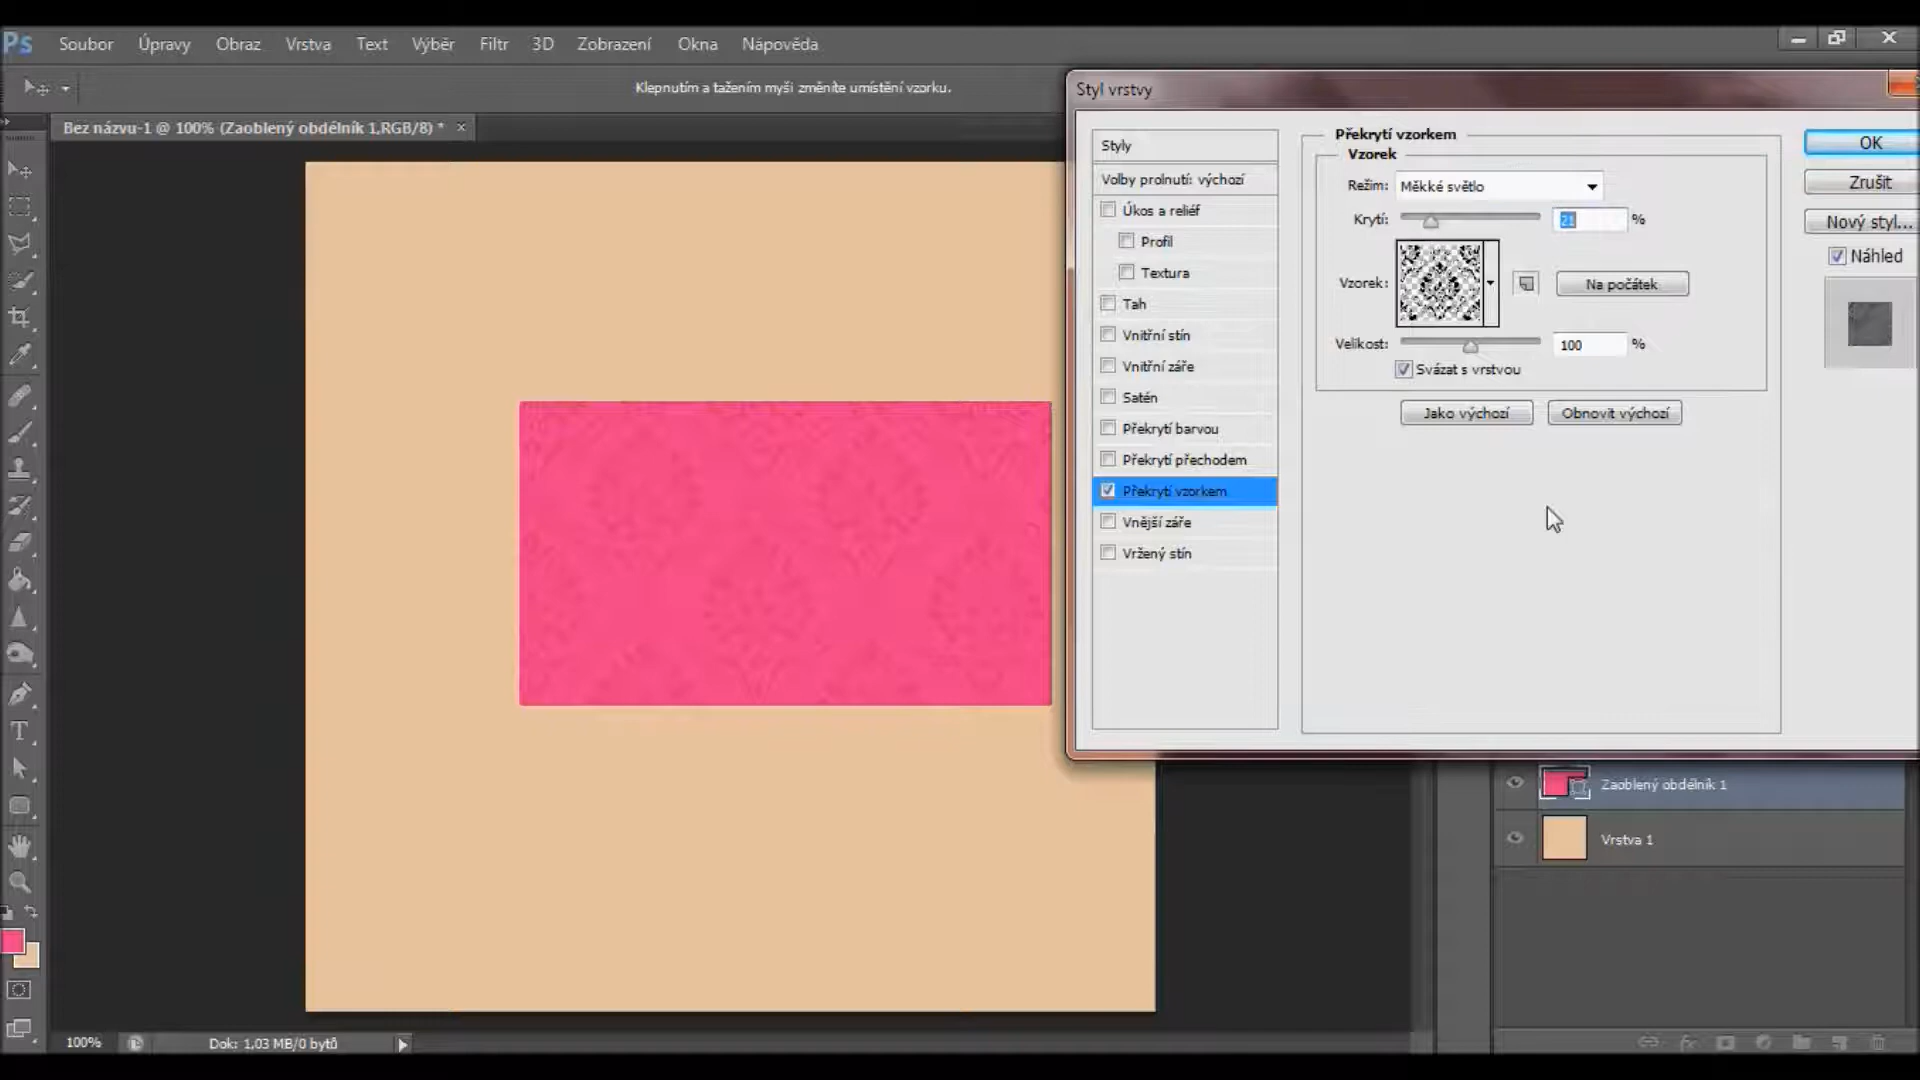 Ps Soubor Úpravy Obraz Vrstva Text Výběr Filtr 3D Zobrazení Okna Nápověda
Klepnutím a tažením myši změníte umístění vzorku.
Bez názvu-1 @ 100% (Zaoblený obdélník 1,RGB/8) *
Styl vrstvy
Styly
Volby prolnutí: výchozí
Úkos a reliéf
Profil
Textura
Tah
Vnitřní stín
Vnitřní záře
Satén
Překrytí barvou
Překrytí přechodem
Překrytí vzorkem
Vnější záře
Vržený stín
Překrytí vzorkem
Vzorek
Režim: Měkké světlo
Krytí: 21 %
Vzorek: Na počátek
Velikost: 100 %
Svázat s vrstvou
Jako výchozí Obnovit výchozí
OK
Zrušit
Nový styl...
Náhled
Zaoblený obdélník 1
Vrstva 1
100% Dok: 1,03 MB/0 bytů